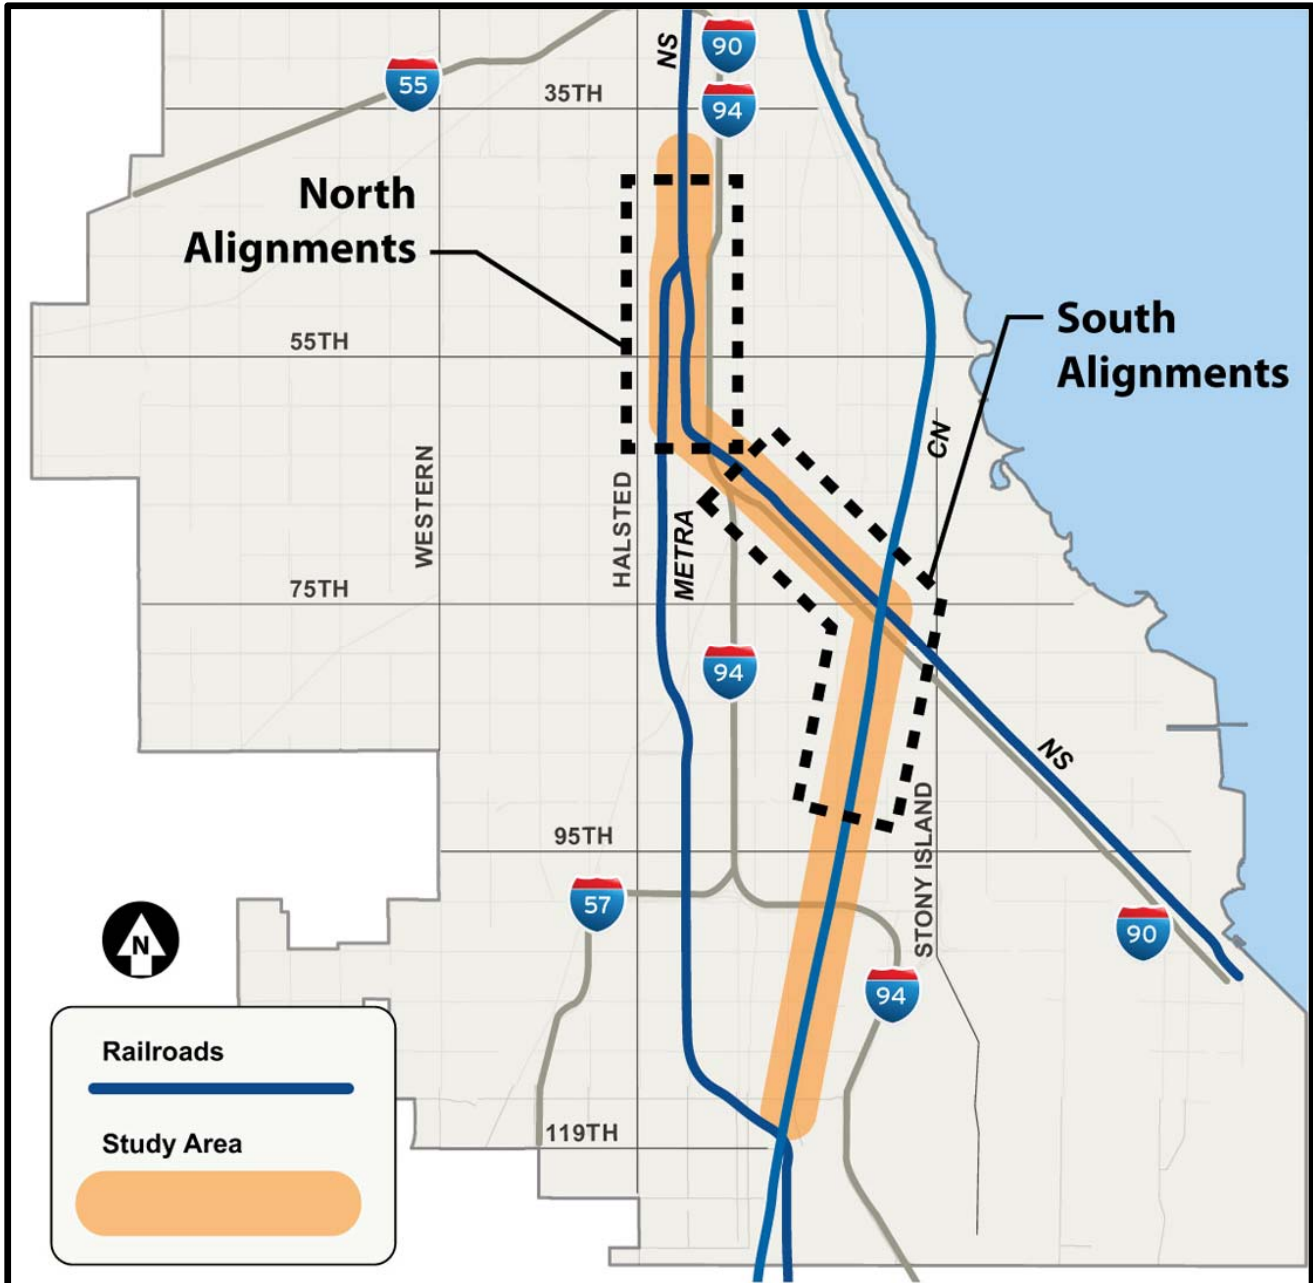 NS
90
55
35TH
94
North
Alignments
South
Alignments
55TH
CN
WESTERN
HALSTED
METRA
75TH
94
NS
STONY ISLAND
95TH
57
90
94
N
Railroads
Study Area
119TH